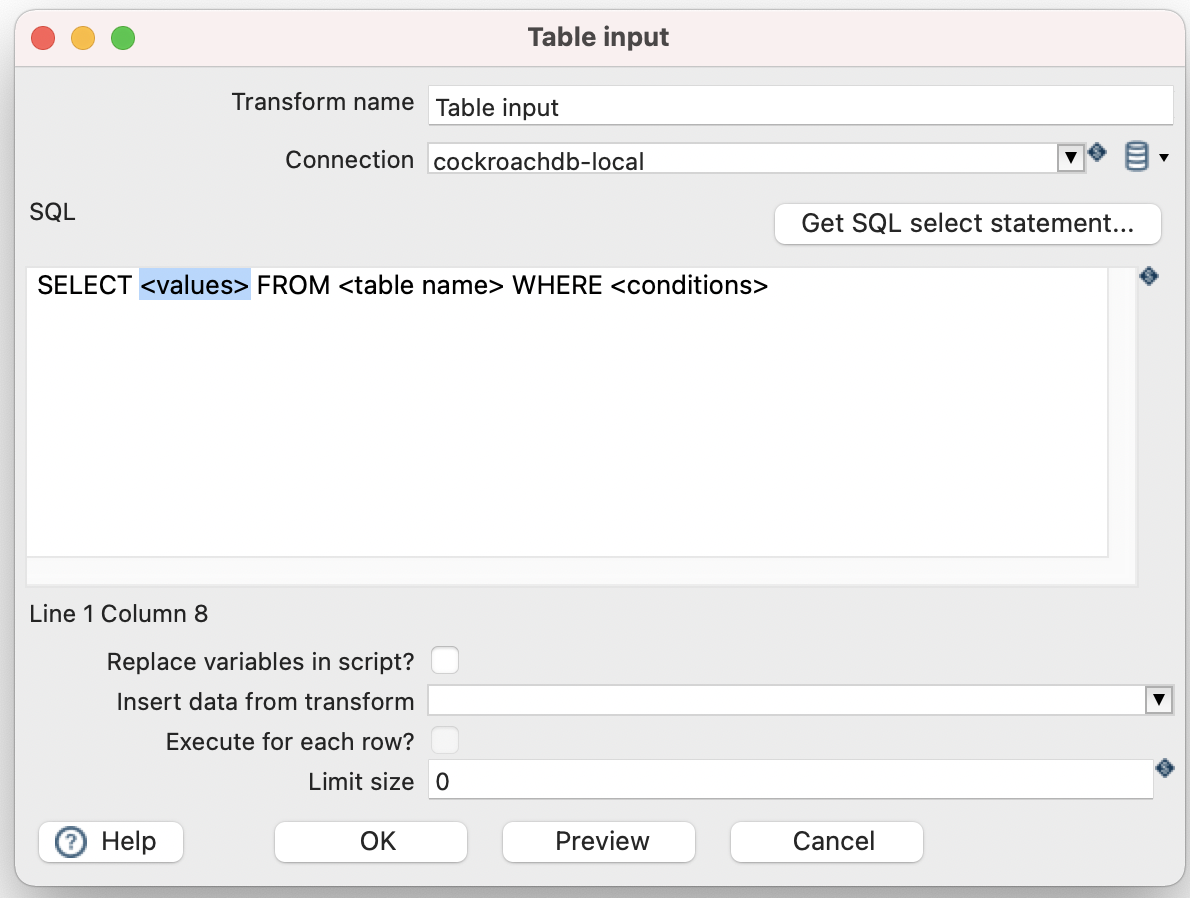 Table input
Transform name Table input
Connection cockroachdb-local
SQL
Get SQL select statement...
SELECT <values> FROM <table name> WHERE <conditions>
Line 1 Column 8
Replace variables in script?
Insert data from transform
Execute for each row?
Limit size 0
? Help OK Preview Cancel